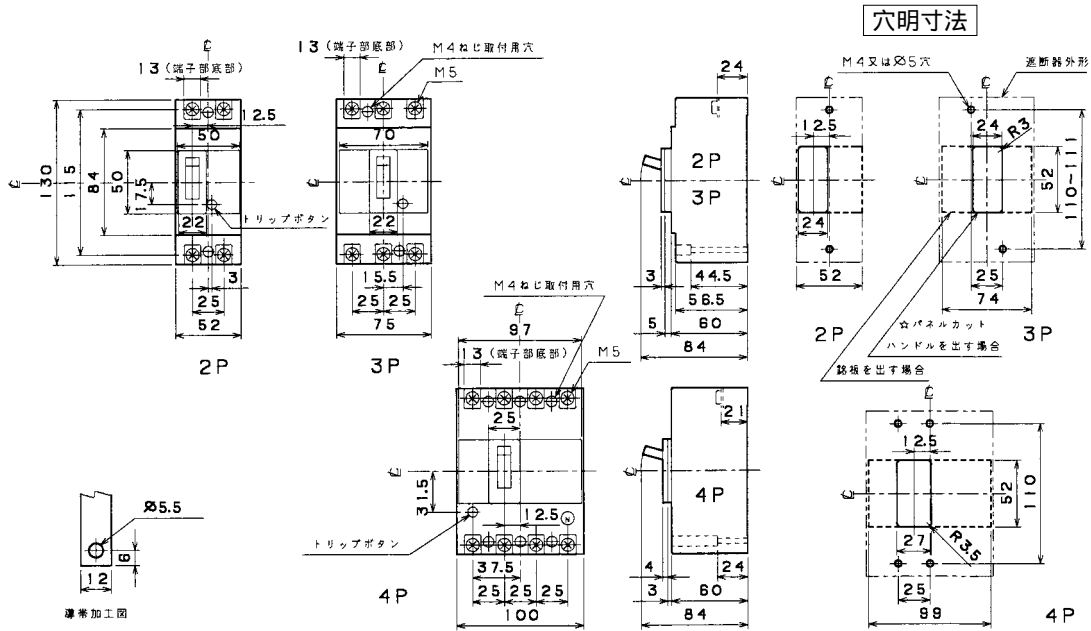 穴明寸法
13 (端子部底部)
M4ねじ取付用穴
M5
13 (端子部底部)
24
M4又はØ5穴
遮断器外形
12.5
50
130
115
84
50
17.5
22
トリップボタン
3
25
52
2P
70
22
15.5
25
25
75
3P
2P
3P
3
44.5
56.5
5
60
84
12.5
24
52
2P
24
R3
52
110~111
25
74
3P
☆パネルカット
ハンドルを出す場合
銘板を出す場合
M4ねじ取付用穴
97
13 (端子部底部)
M5
25
31.5
12.5
N
トリップボタン
37.5
25
25
25
100
4P
21
4P
4
24
3
60
84
12.5
52
110
27
R3.5
25
99
4P
Ø5.5
6
12
導帯加工図